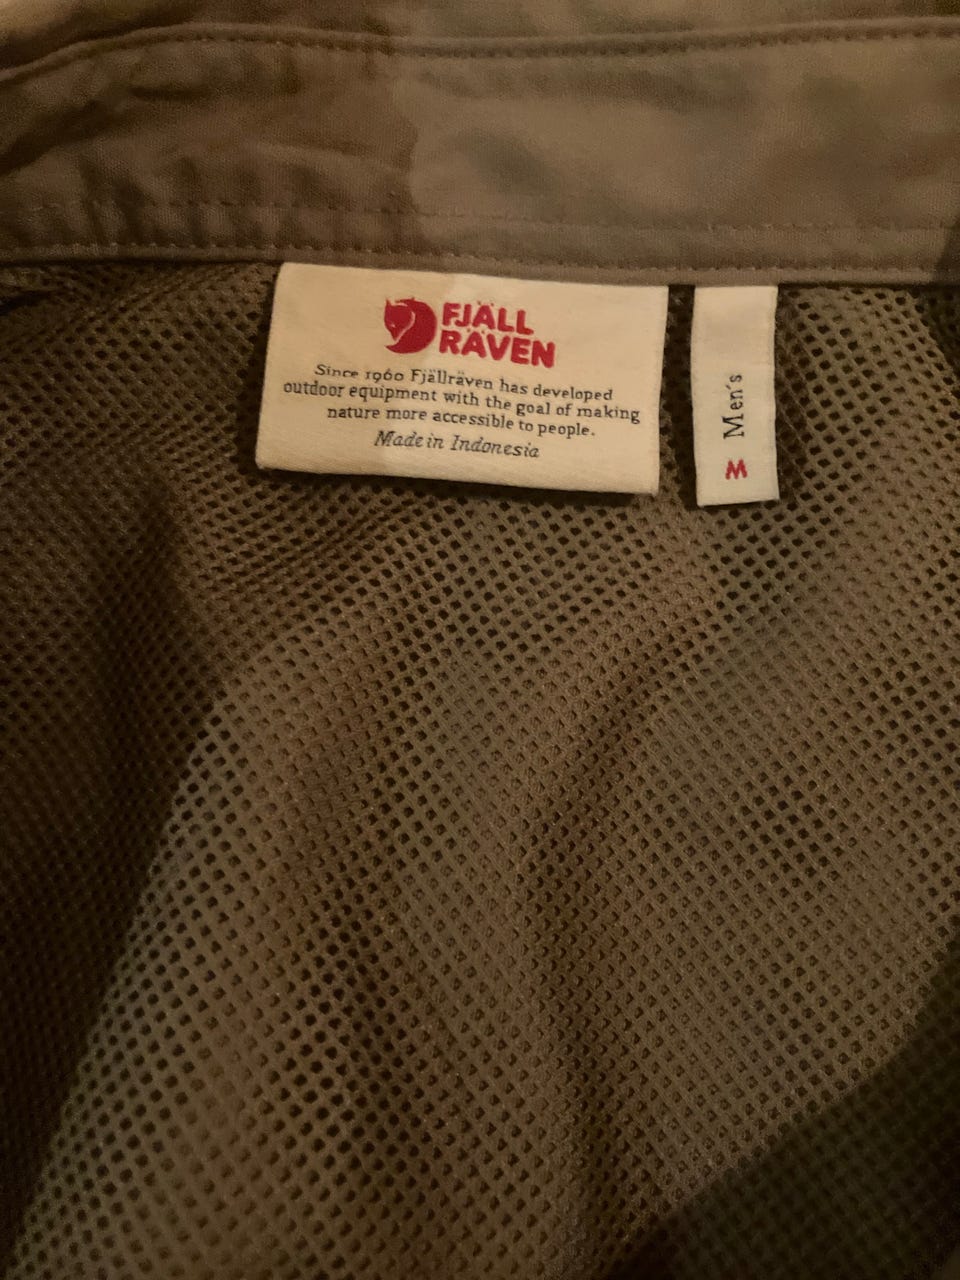 FJÄLL
RÄVEN
Since 1960 Fjällräven has developed
outdoor equipment with the goal of making
nature more accessible to people.
Made in Indonesia
Men's
M